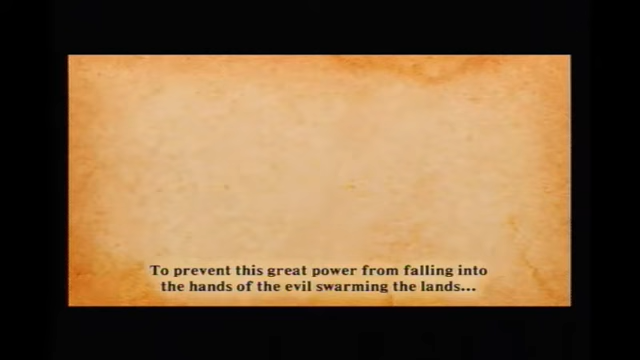 To prevent this great power from falling into
the hands of the evil swarming the lands...